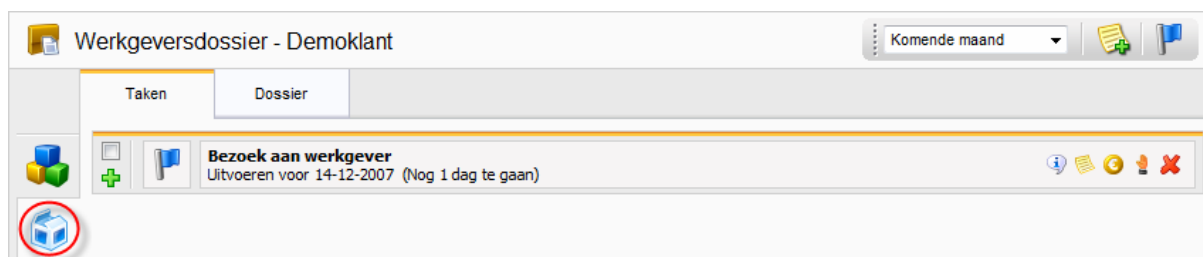 Werkgeversdossier - Demoklant
Komende maand
Taken
Dossier
Bezoek aan werkgever
Uitvoeren voor 14-12-2007 (Nog 1 dag te gaan)